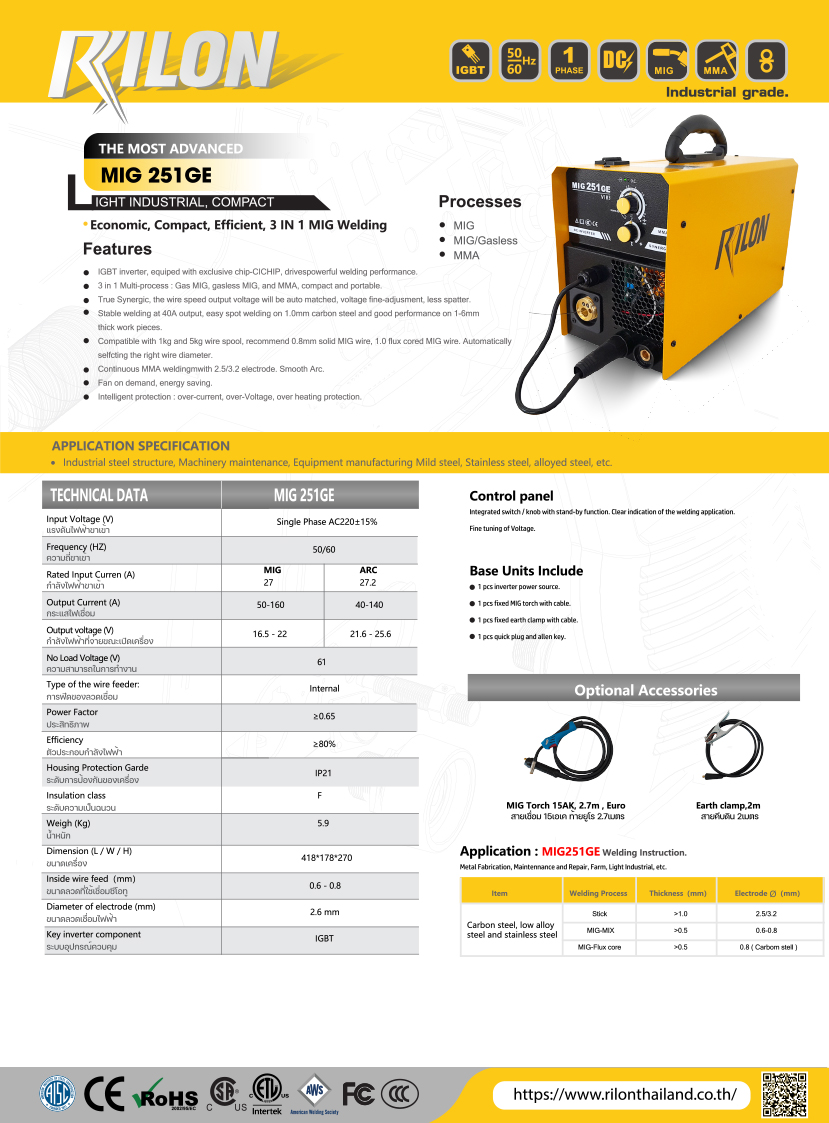 RILON
IGBT
50
60 Hz
1
PHASE
DC
MIG
MMA
Industrial grade.
THE MOST ADVANCED
MIG 251GE
IGHT INDUSTRIAL, COMPACT
Economic, Compact, Efficient, 3 IN 1 MIG Welding
Processes
MIG
MIG/Gasless
MMA
MIG 251GE
RILON
Features
IGBT inverter, equiped with exclusive chip-CICHIP, drivespowerful welding performance.
3 in 1 Multi-process : Gas MIG, gasless MIG, and MMA, compact and portable.
True Synergic, the wire speed output voltage will be auto matched, voltage fine-adjusment, less spatter.
Stable welding at 40A output, easy spot welding on 1.0mm carbon steel and good performance on 1-6mm
thick work pieces.
Compatible with 1kg and 5kg wire spool, recommend 0.8mm solid MIG wire, 1.0 flux cored MIG wire. Automatically
selfcting the right wire diameter.
Continuous MMA weldingmwith 2.5/3.2 electrode. Smooth Arc.
Fan on demand, energy saving.
Intelligent protection : over-current, over-Voltage, over heating protection.
APPLICATION SPECIFICATION
Industrial steel structure, Machinery maintenance, Equipment manufacturing Mild steel, Stainless steel, alloyed steel, etc.
TECHNICAL DATA MIG 251GE
Input Voltage (V) Single Phase AC220±15%
แรงดันไฟฟ้าขาเข้า
Frequency (HZ) 50/60
ความถี่ขาเข้า
Rated Input Curren (A) MIG 27 ARC 27.2
กำลังไฟฟ้าขาเข้า
Output Current (A) 50-160 40-140
กระแสไฟเชื่อม
Output voltage (V) 16.5 - 22 21.6 - 25.6
กำลังไฟฟ้าที่จ่ายขณะเปิดเครื่อง
No Load Voltage (V) 61
ความสามารถในการทำงาน
Type of the wire feeder: Internal
การฟีดของลวดเชื่อม
Power Factor ≥0.65
ประสิทธิภาพ
Efficiency ≥80%
ตัวประกอบกำลังไฟฟ้า
Housing Protection Garde IP21
ระดับการป้องกันของเครื่อง
Insulation class F
ระดับความเป็นฉนวน
Weigh (Kg) 5.9
น้ำหนัก
Dimension (L / W / H) 418*178*270
ขนาดเครื่อง
Inside wire feed (mm) 0.6 - 0.8
ขนาดลวดที่ใช้เชื่อมซีโอทู
Diameter of electrode (mm) 2.6 mm
ขนาดลวดเชื่อมไฟฟ้า
Key inverter component IGBT
ระบบอุปกรณ์ควบคุม
Control panel
Integrated switch / knob with stand-by function. Clear indication of the welding application.
Fine tuning of Voltage.
Base Units Include
1 pcs inverter power source.
1 pcs fixed MIG torch with cable.
1 pcs fixed earth clamp with cable.
1 pcs quick plug and allen key.
Optional Accessories
MIG Torch 15AK, 2.7m , Euro
สายเชื่อม 15เอเค ท้ายยูโร 2.7เมตร
Earth clamp,2m
สายคีบดิน 2เมตร
Application : MIG251GE Welding Instruction.
Metal Fabrication, Maintennance and Repair, Farm, Light Industrial, etc.
Item Welding Process Thickness (mm) Electrode ∅ (mm)
Carbon steel, low alloy
steel and stainless steel
Stick >1.0 2.5/3.2
MIG-MIX >0.5 0.6-0.8
MIG-Flux core >0.5 0.8 ( Carbom stell )
AISC
CE
RoHS
2002/95/EC
C SA US
C ETL US
Intertek
AWS
American Welding Society
FC
CCC
https://www.rilonthailand.co.th/